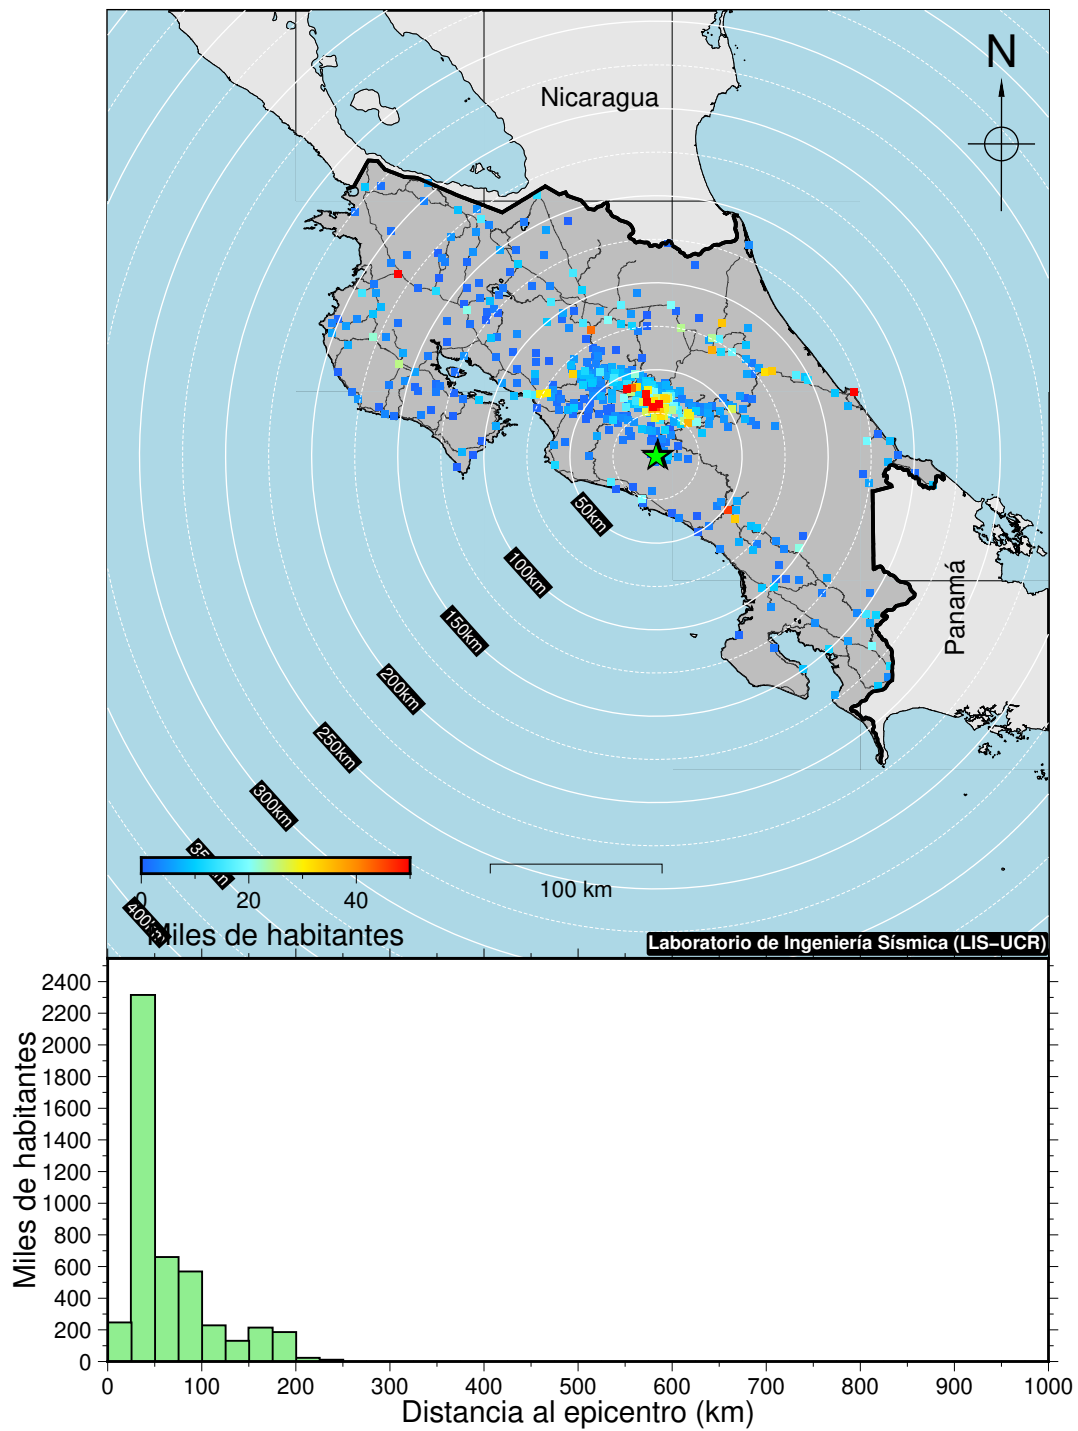 N
Nicaragua
Panamá
50km
100km
150km
200km
250km
300km
400km
0 20 40
Miles de habitantes
100 km
Laboratorio de Ingeniería Sísmica (LIS–UCR)
Miles de habitantes
2400
2200
2000
1800
1600
1400
1200
1000
800
600
400
200
0
0 100 200 300 400 500 600 700 800 900 1000
Distancia al epicentro (km)